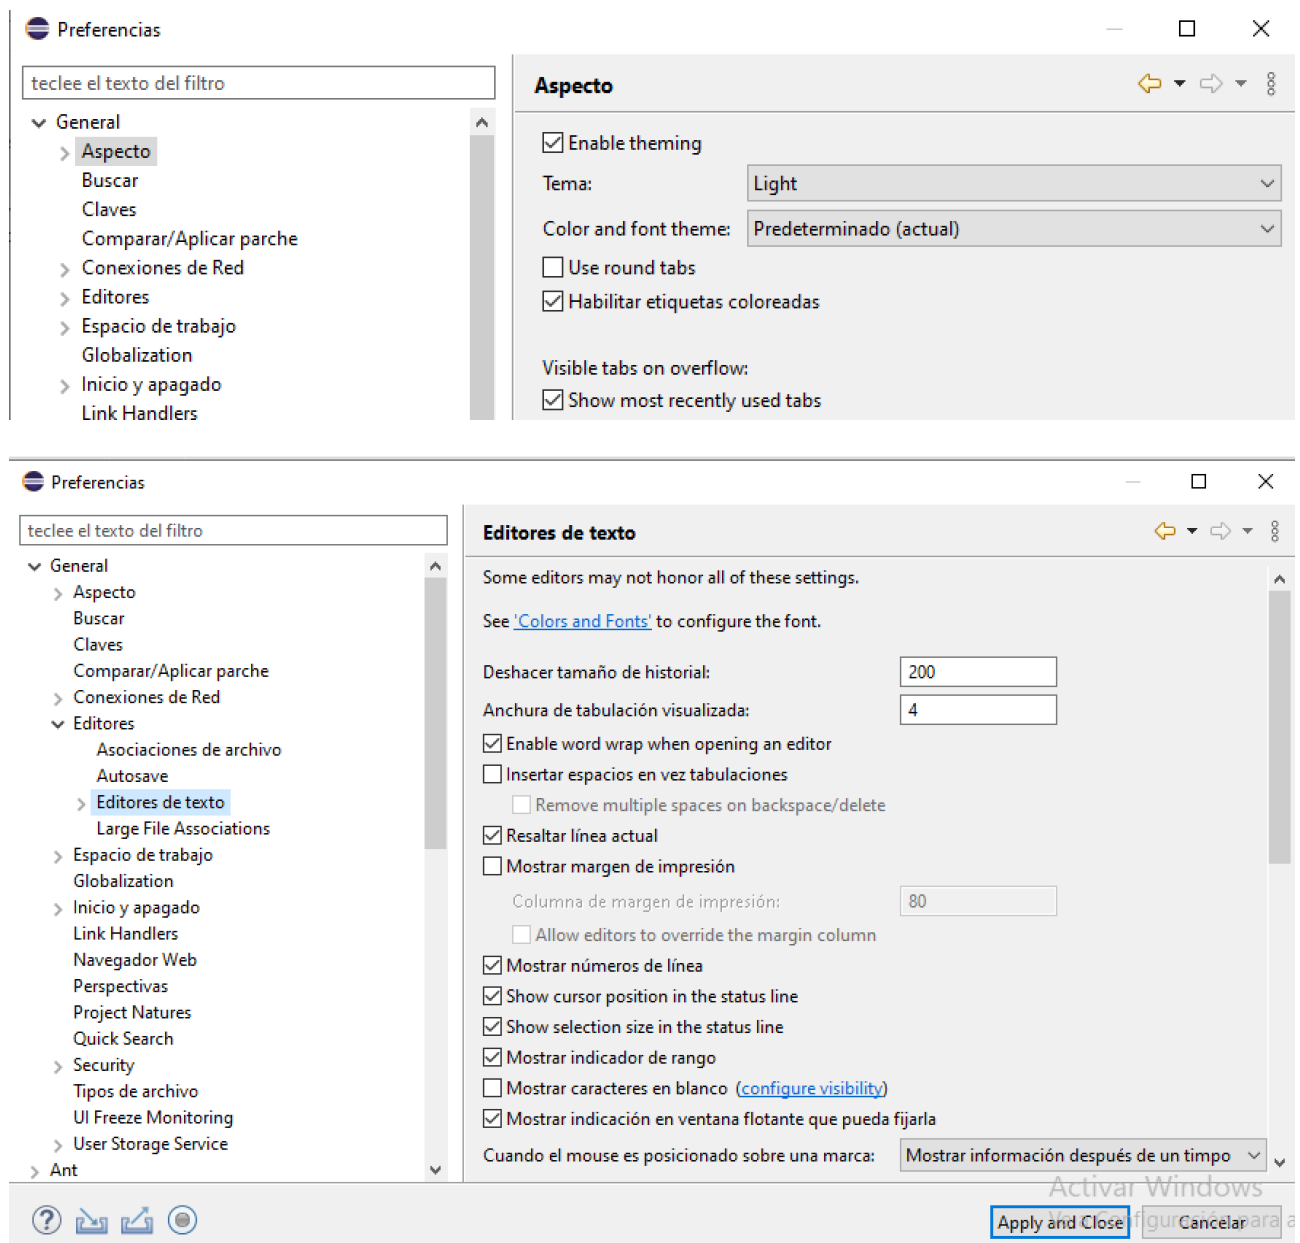 Preferencias
teclee el texto del filtro
General
Aspecto
Buscar
Claves
Comparar/Aplicar parche
Conexiones de Red
Editores
Espacio de trabajo
Globalization
Inicio y apagado
Link Handlers
Aspecto
Enable theming
Tema: Light
Color and font theme: Predeterminado (actual)
Use round tabs
Habilitar etiquetas coloreadas
Visible tabs on overflow:
Show most recently used tabs
Preferencias
teclee el texto del filtro
General
Aspecto
Buscar
Claves
Comparar/Aplicar parche
Conexiones de Red
Editores
Asociaciones de archivo
Autosave
Editores de texto
Large File Associations
Espacio de trabajo
Globalization
Inicio y apagado
Link Handlers
Navegador Web
Perspectivas
Project Natures
Quick Search
Security
Tipos de archivo
UI Freeze Monitoring
User Storage Service
Ant
Editores de texto
Some editors may not honor all of these settings.
See 'Colors and Fonts' to configure the font.
Deshacer tamaño de historial: 200
Anchura de tabulación visualizada: 4
Enable word wrap when opening an editor
Insertar espacios en vez tabulaciones
Remove multiple spaces on backspace/delete
Resaltar línea actual
Mostrar margen de impresión
Columna de margen de impresión: 80
Allow editors to override the margin column
Mostrar números de línea
Show cursor position in the status line
Show selection size in the status line
Mostrar indicador de rango
Mostrar caracteres en blanco (configure visibility)
Mostrar indicación en ventana flotante que pueda fijarla
Cuando el mouse es posicionado sobre una marca: Mostrar información después de un timpo
Activar Windows
Apply and Close
Cancelar